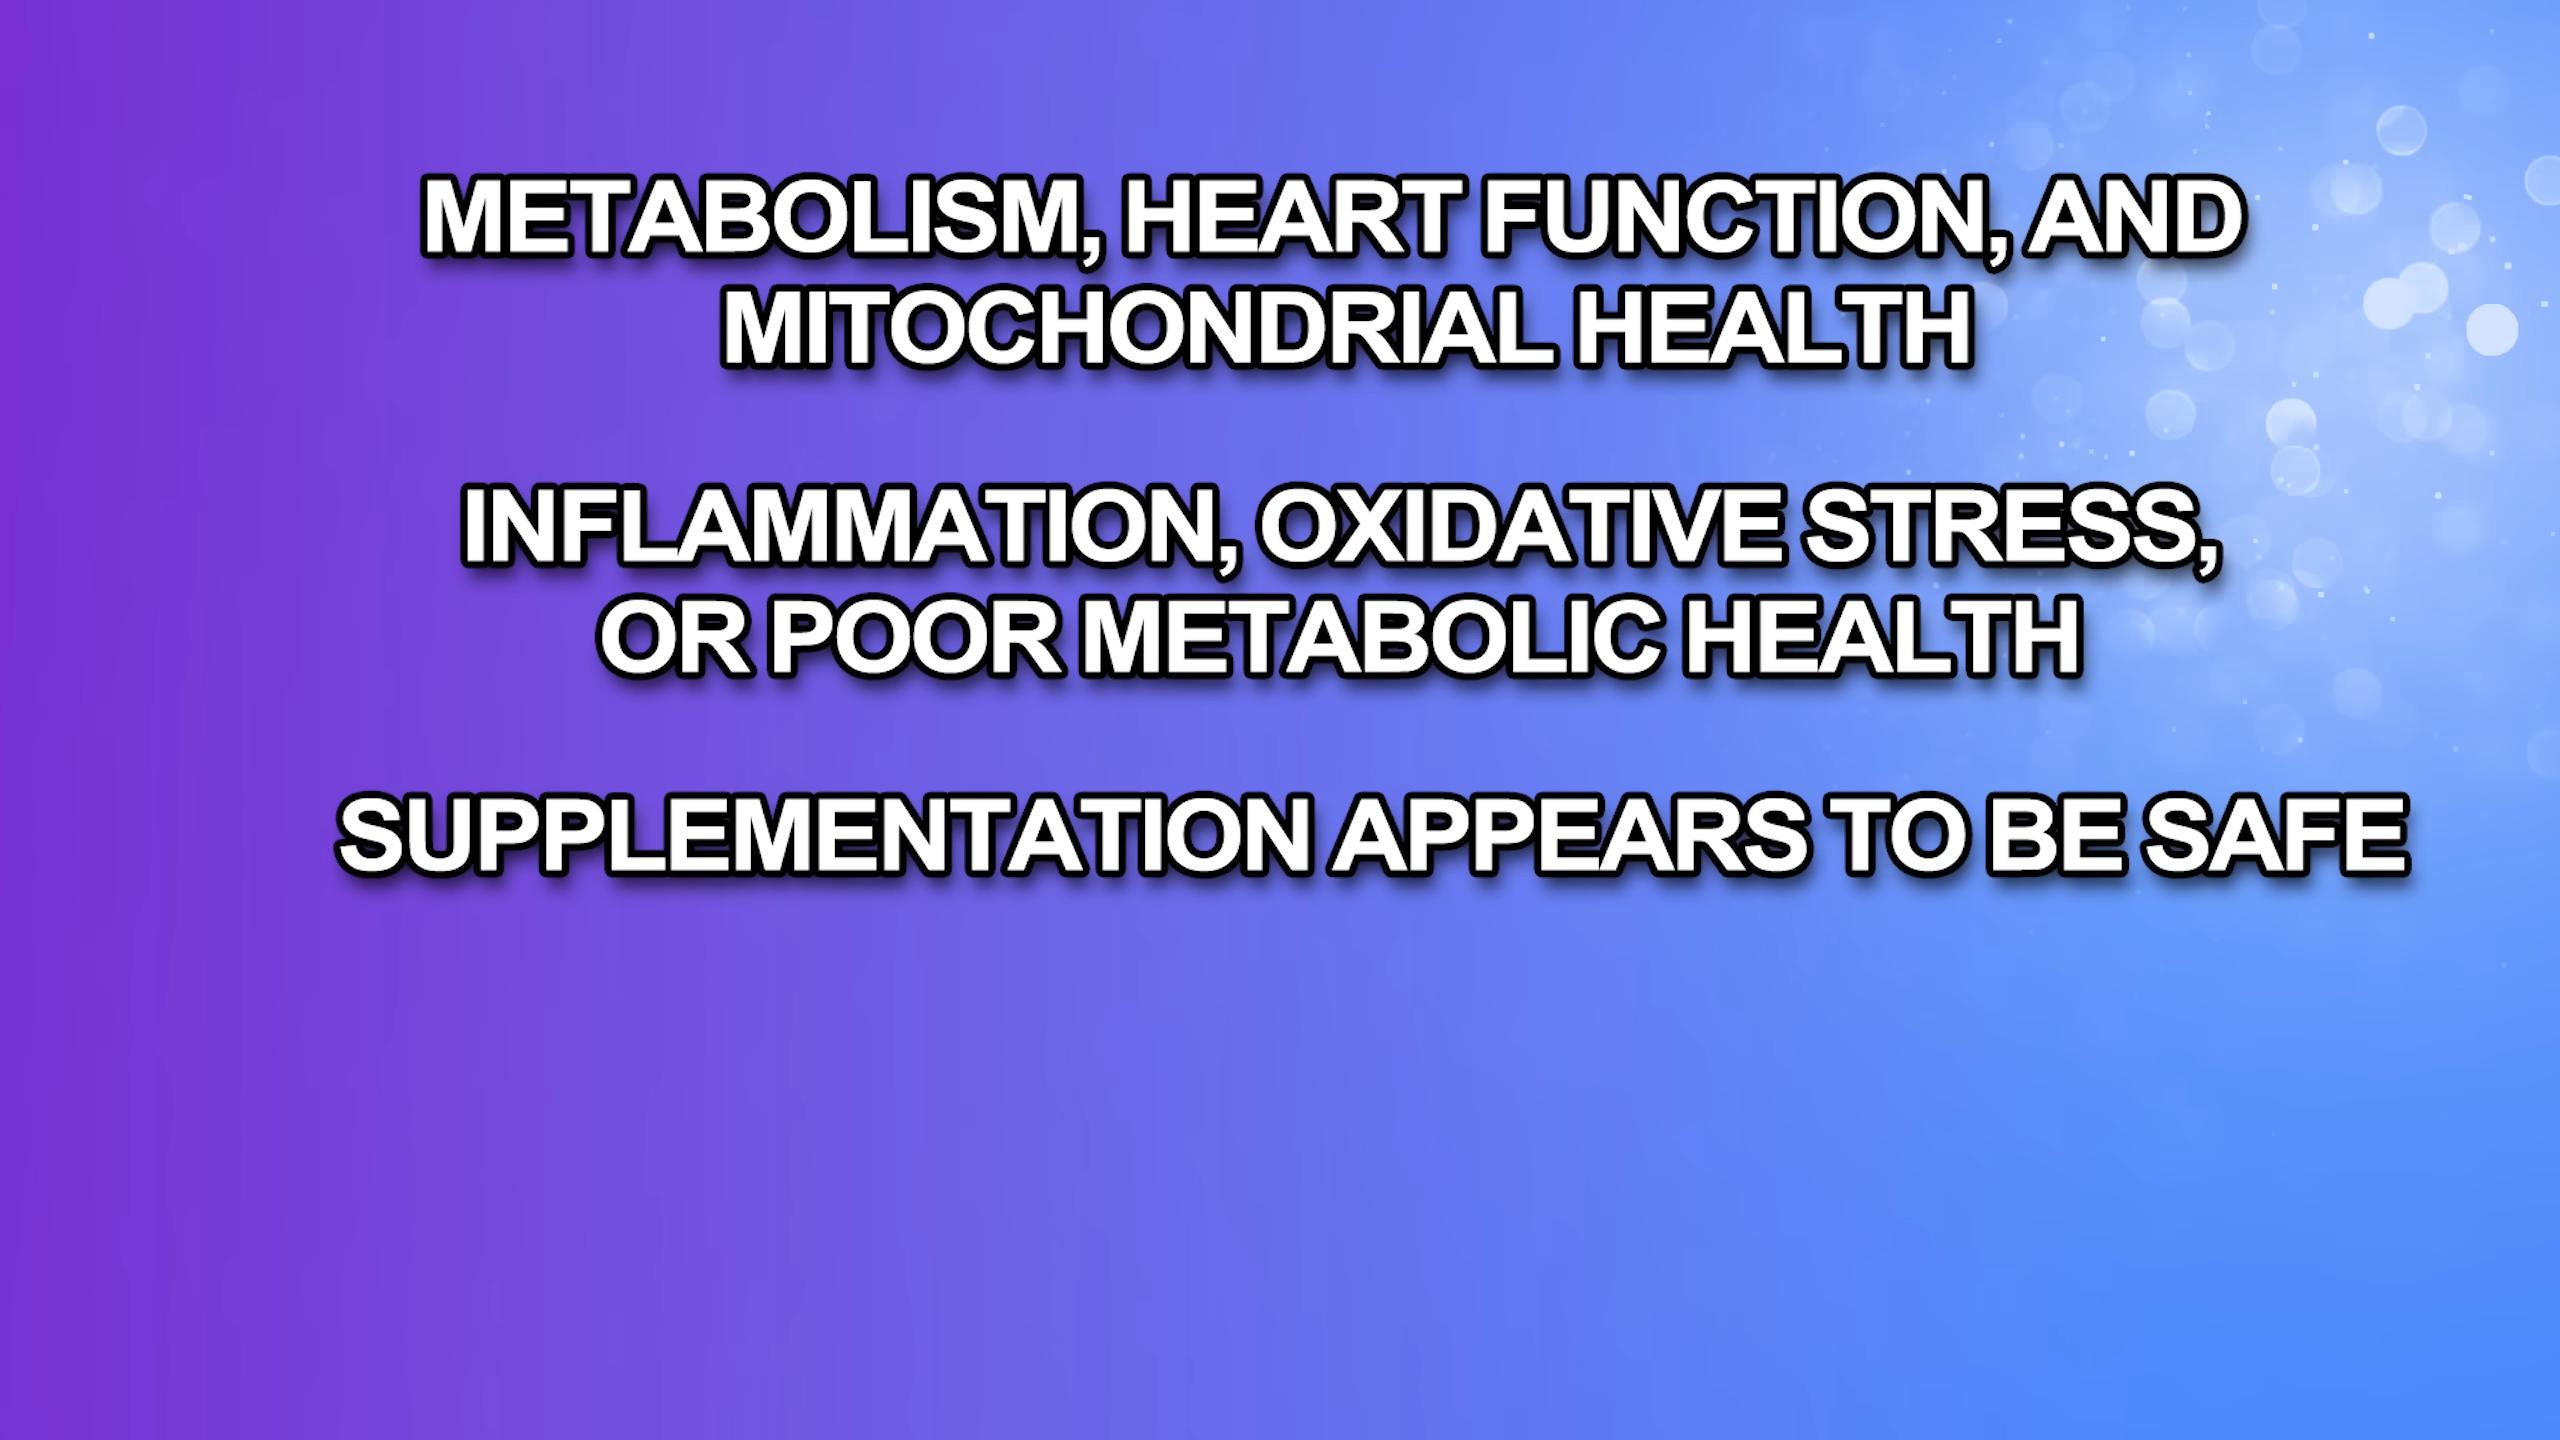 METABOLISM, HEART FUNCTION, AND
MITOCHONDRIAL HEALTH
INFLAMMATION, OXIDATIVE STRESS,
OR POOR METABOLIC HEALTH
SUPPLEMENTATION APPEARS TO BE SAFE